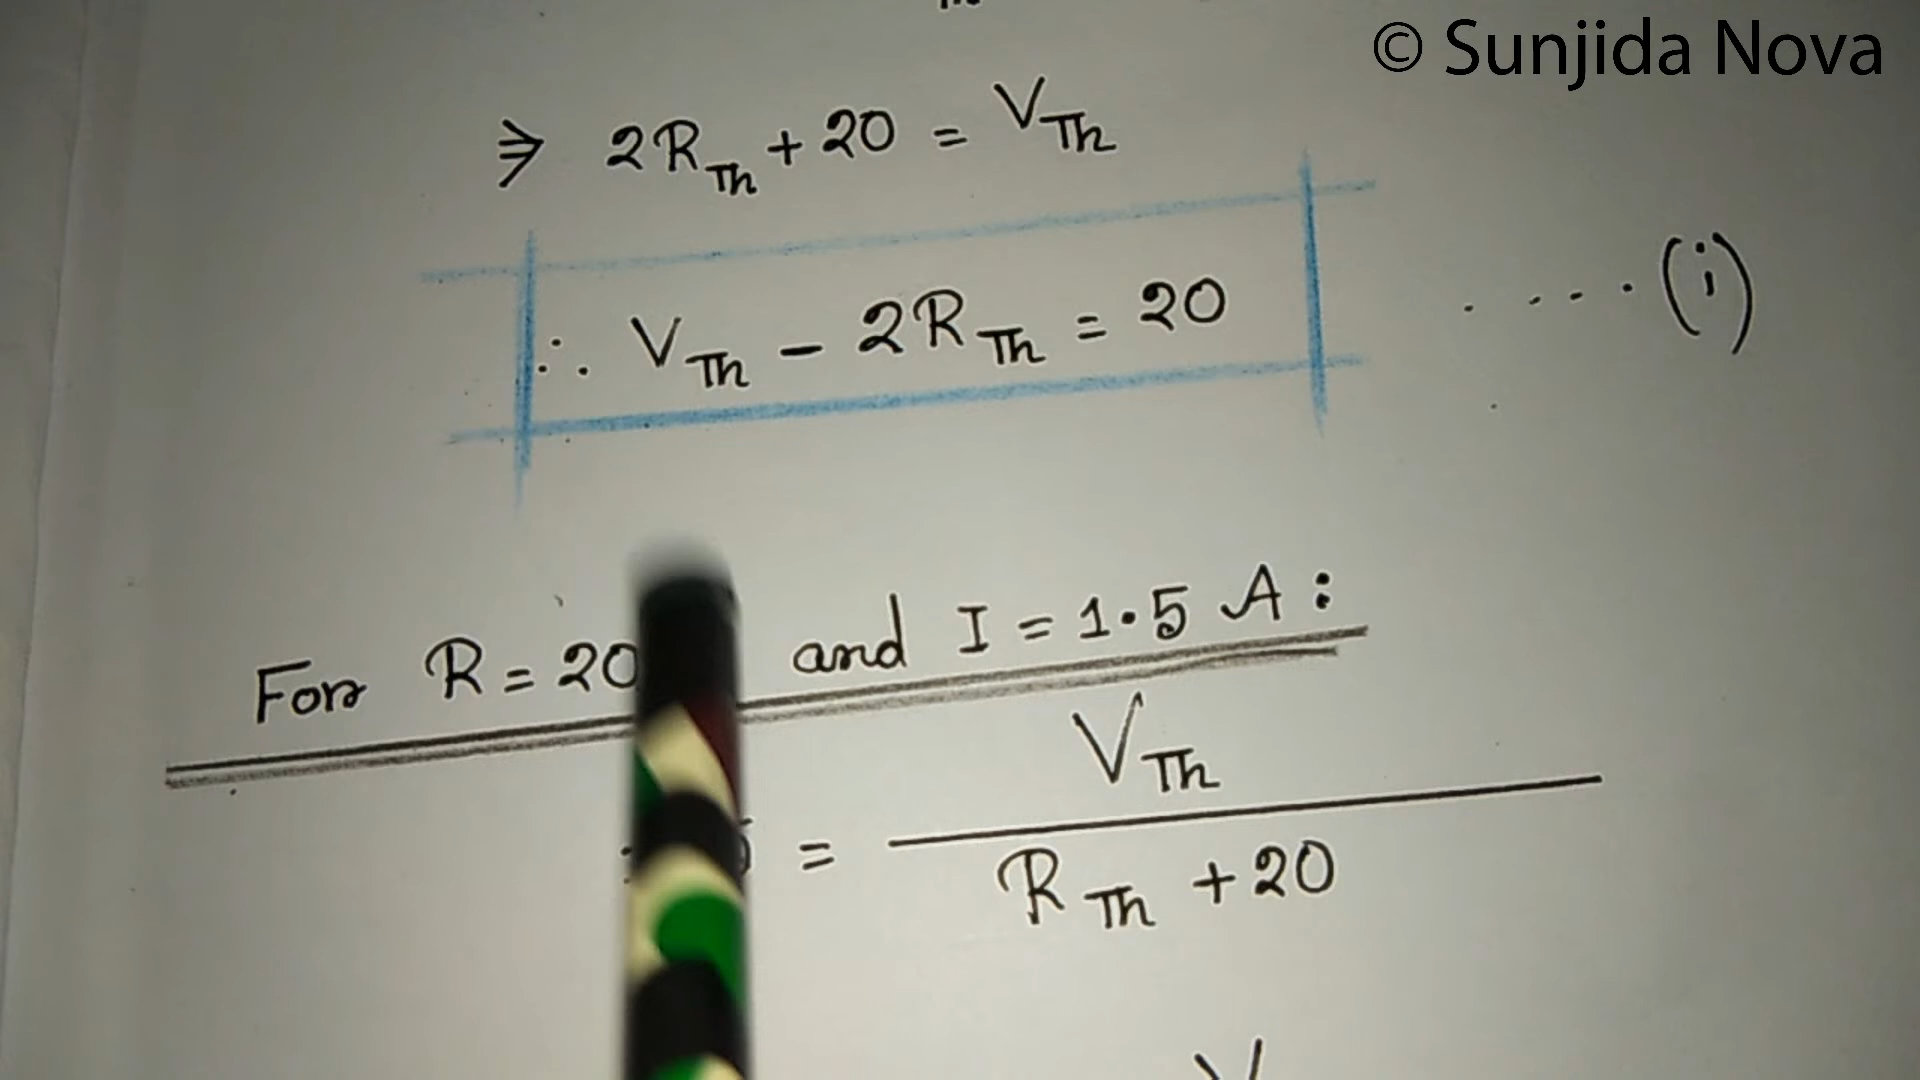 © Sunjida Nova
⇒ 2R_Th + 20 = V_Th
∴ V_Th - 2R_Th = 20 ..... (i)
For R = 20 and I = 1.5 A :
= V_Th / R_Th + 20
V